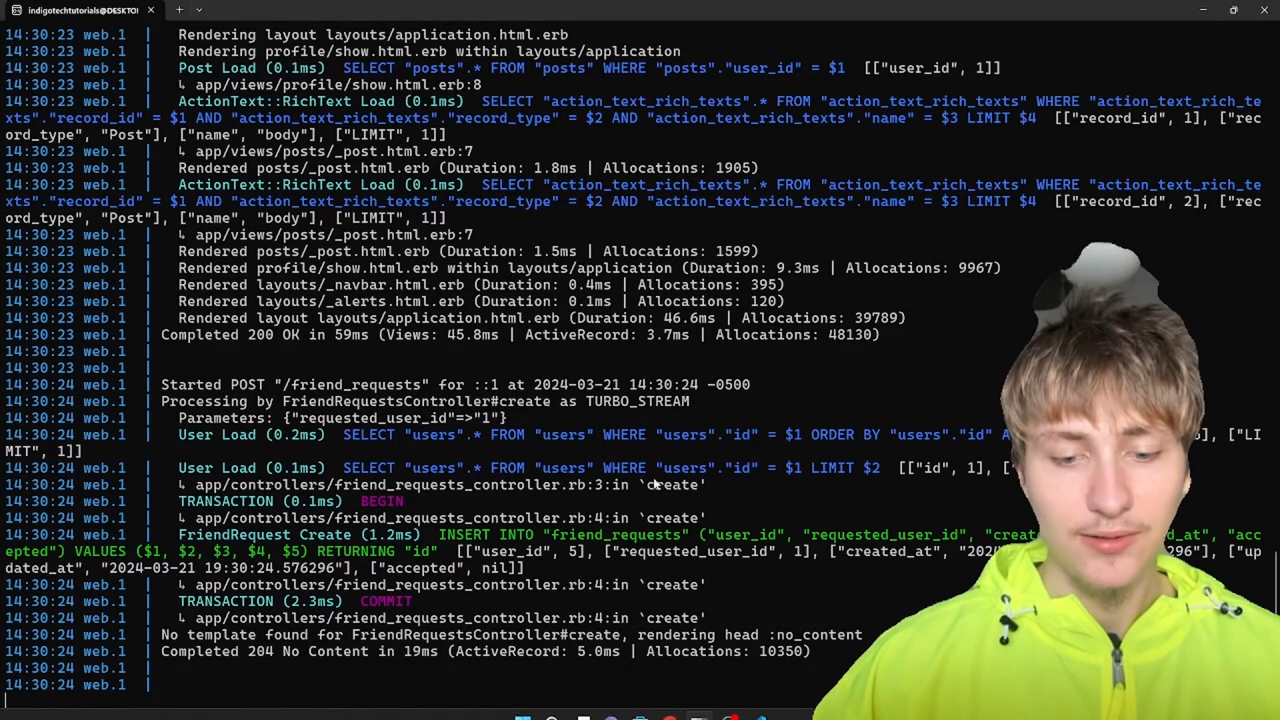 indigotechtutorials@DESKTO
14:30:23 web.1 | Rendering layout layouts/application.html.erb
14:30:23 web.1 | Rendering profile/show.html.erb within layouts/application
14:30:23 web.1 | Post Load (0.1ms) SELECT "posts".* FROM "posts" WHERE "posts"."user_id" = $1 [["user_id", 1]]
14:30:23 web.1 | ↳ app/views/profile/show.html.erb:8
14:30:23 web.1 | ActionText::RichText Load (0.1ms) SELECT "action_text_rich_texts".* FROM "action_text_rich_texts" WHERE "action_text_rich_te
xts"."record_id" = $1 AND "action_text_rich_texts"."record_type" = $2 AND "action_text_rich_texts"."name" = $3 LIMIT $4 [["record_id", 1], ["rec
ord_type", "Post"], ["name", "body"], ["LIMIT", 1]]
14:30:23 web.1 | ↳ app/views/posts/_post.html.erb:7
14:30:23 web.1 | Rendered posts/_post.html.erb (Duration: 1.8ms | Allocations: 1905)
14:30:23 web.1 | ActionText::RichText Load (0.1ms) SELECT "action_text_rich_texts".* FROM "action_text_rich_texts" WHERE "action_text_rich_te
xts"."record_id" = $1 AND "action_text_rich_texts"."record_type" = $2 AND "action_text_rich_texts"."name" = $3 LIMIT $4 [["record_id", 2], ["rec
ord_type", "Post"], ["name", "body"], ["LIMIT", 1]]
14:30:23 web.1 | ↳ app/views/posts/_post.html.erb:7
14:30:23 web.1 | Rendered posts/_post.html.erb (Duration: 1.5ms | Allocations: 1599)
14:30:23 web.1 | Rendered profile/show.html.erb within layouts/application (Duration: 9.3ms | Allocations: 9967)
14:30:23 web.1 | Rendered layouts/_navbar.html.erb (Duration: 0.4ms | Allocations: 395)
14:30:23 web.1 | Rendered layouts/_alerts.html.erb (Duration: 0.1ms | Allocations: 120)
14:30:23 web.1 | Rendered layout layouts/application.html.erb (Duration: 46.6ms | Allocations: 39789)
14:30:23 web.1 | Completed 200 OK in 59ms (Views: 45.8ms | ActiveRecord: 3.7ms | Allocations: 48130)
14:30:23 web.1 |
14:30:23 web.1 |
14:30:24 web.1 | Started POST "/friend_requests" for ::1 at 2024-03-21 14:30:24 -0500
14:30:24 web.1 | Processing by FriendRequestsController#create as TURBO_STREAM
14:30:24 web.1 | Parameters: {"requested_user_id"=>"1"}
14:30:24 web.1 | User Load (0.2ms) SELECT "users".* FROM "users" WHERE "users"."id" = $1 ORDER BY "users"."id" ], ["LI
MIT", 1]]
14:30:24 web.1 | User Load (0.1ms) SELECT "users".* FROM "users" WHERE "users"."id" = $1 LIMIT $2 [["id", 1], [
14:30:24 web.1 | ↳ app/controllers/friend_requests_controller.rb:3:in `create'
14:30:24 web.1 | TRANSACTION (0.1ms) BEGIN
14:30:24 web.1 | ↳ app/controllers/friend_requests_controller.rb:4:in `create'
14:30:24 web.1 | FriendRequest Create (1.2ms) INSERT INTO "friend_requests" ("user_id", "requested_user_id", "creat d_at", "acc
epted") VALUES ($1, $2, $3, $4, $5) RETURNING "id" [["user_id", 5], ["requested_user_id", 1], ["created_at", "202 296"], ["up
dated_at", "2024-03-21 19:30:24.576296"], ["accepted", nil]]
14:30:24 web.1 | ↳ app/controllers/friend_requests_controller.rb:4:in `create'
14:30:24 web.1 | TRANSACTION (2.3ms) COMMIT
14:30:24 web.1 | ↳ app/controllers/friend_requests_controller.rb:4:in `create'
14:30:24 web.1 | No template found for FriendRequestsController#create, rendering head :no_content
14:30:24 web.1 | Completed 204 No Content in 19ms (ActiveRecord: 5.0ms | Allocations: 10350)
14:30:24 web.1 |
14:30:24 web.1 |